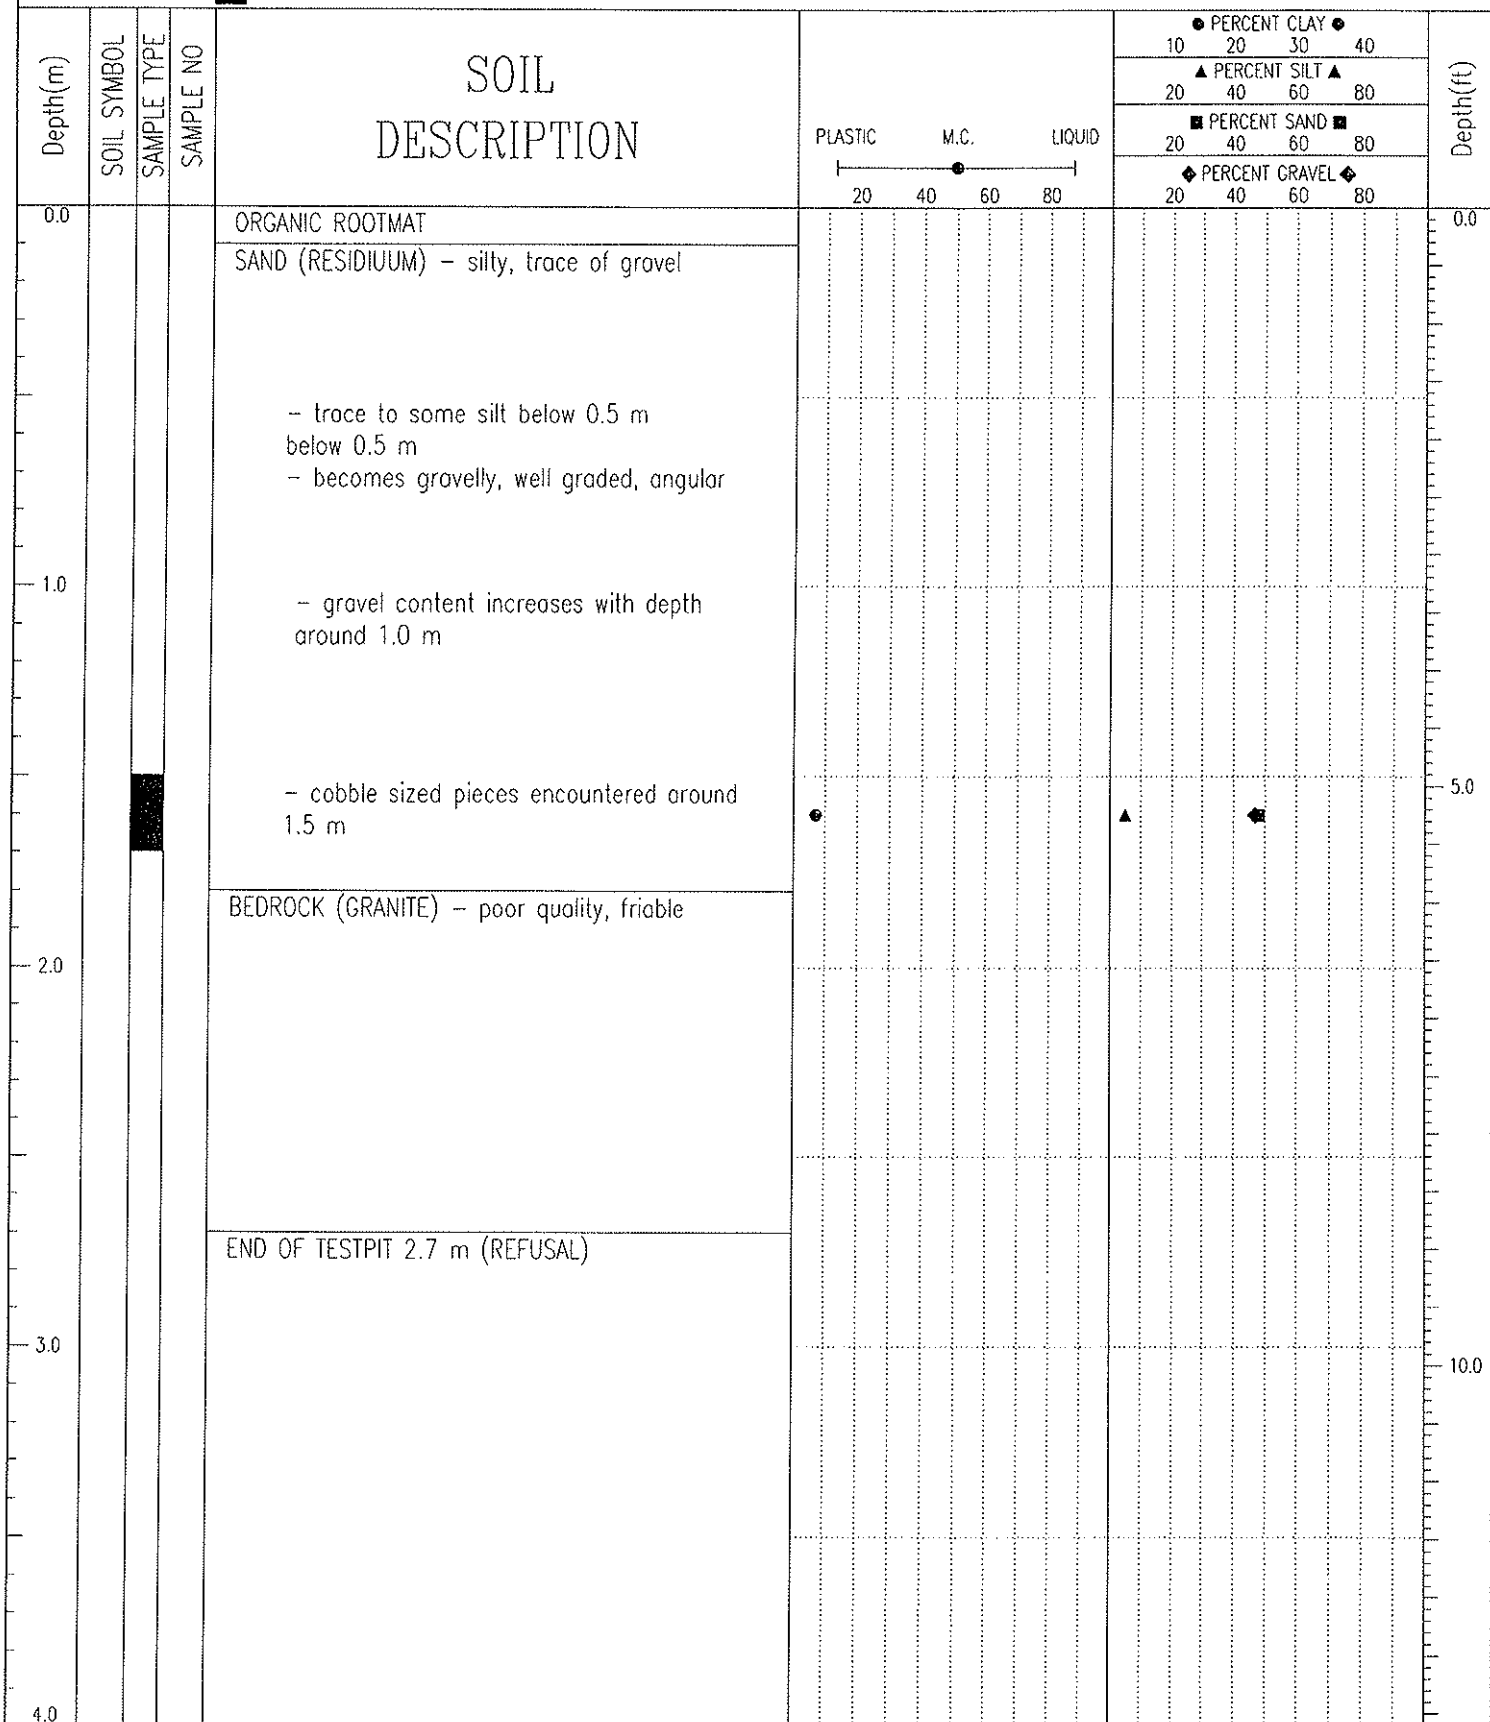 Depth(m)
SOIL SYMBOL
SAMPLE TYPE
SAMPLE NO
SOIL
DESCRIPTION
PLASTIC M.C. LIQUID
20 40 60 80
● PERCENT CLAY ●
10 20 30 40
▲ PERCENT SILT ▲
20 40 60 80
■ PERCENT SAND ■
20 40 60 80
◆ PERCENT GRAVEL ◆
20 40 60 80
Depth(ft)
0.0
ORGANIC ROOTMAT
0.0
SAND (RESIDIUUM) – silty, trace of gravel
– trace to some silt below 0.5 m
below 0.5 m
– becomes gravelly, well graded, angular
1.0
– gravel content increases with depth
around 1.0 m
– cobble sized pieces encountered around
1.5 m
5.0
BEDROCK (GRANITE) – poor quality, friable
2.0
END OF TESTPIT 2.7 m (REFUSAL)
3.0
10.0
4.0